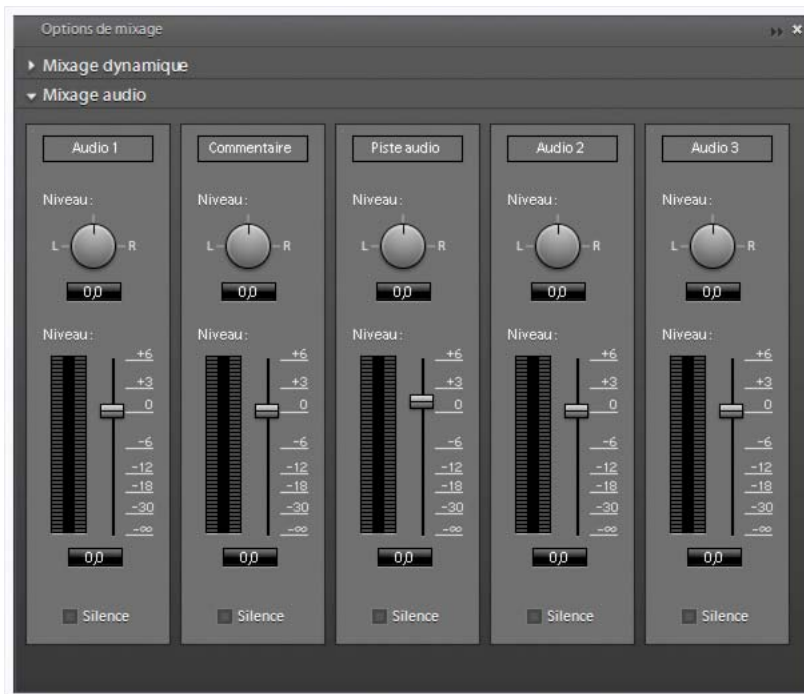 Options de mixage
Mixage dynamique
Mixage audio
Audio 1
Niveau :
L R
0,0
Niveau :
+6
+3
0
-6
-12
-18
-30
-∞
0,0
Silence
Commentaire
Niveau :
L R
0,0
Niveau :
+6
+3
0
-6
-12
-18
-30
-∞
0,0
Silence
Piste audio
Niveau :
L R
0,0
Niveau :
+6
+3
0
-6
-12
-18
-30
-∞
0,0
Silence
Audio 2
Niveau :
L R
0,0
Niveau :
+6
+3
0
-6
-12
-18
-30
-∞
0,0
Silence
Audio 3
Niveau :
L R
0,0
Niveau :
+6
+3
0
-6
-12
-18
-30
-∞
0,0
Silence